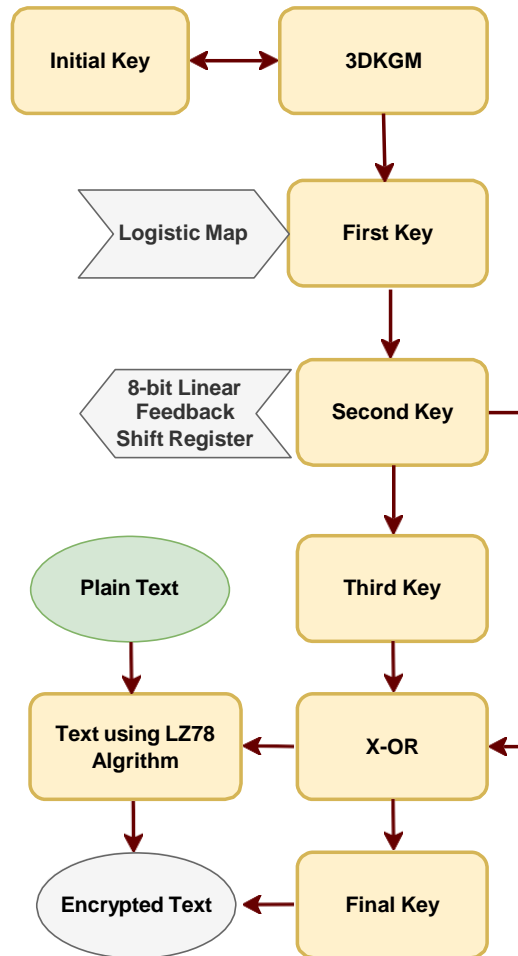 Initial Key
3DKGM
Logistic Map
First Key
8-bit Linear
Feedback
Shift Register
Second Key
Plain Text
Third Key
Text using LZ78
Algrithm
X-OR
Encrypted Text
Final Key